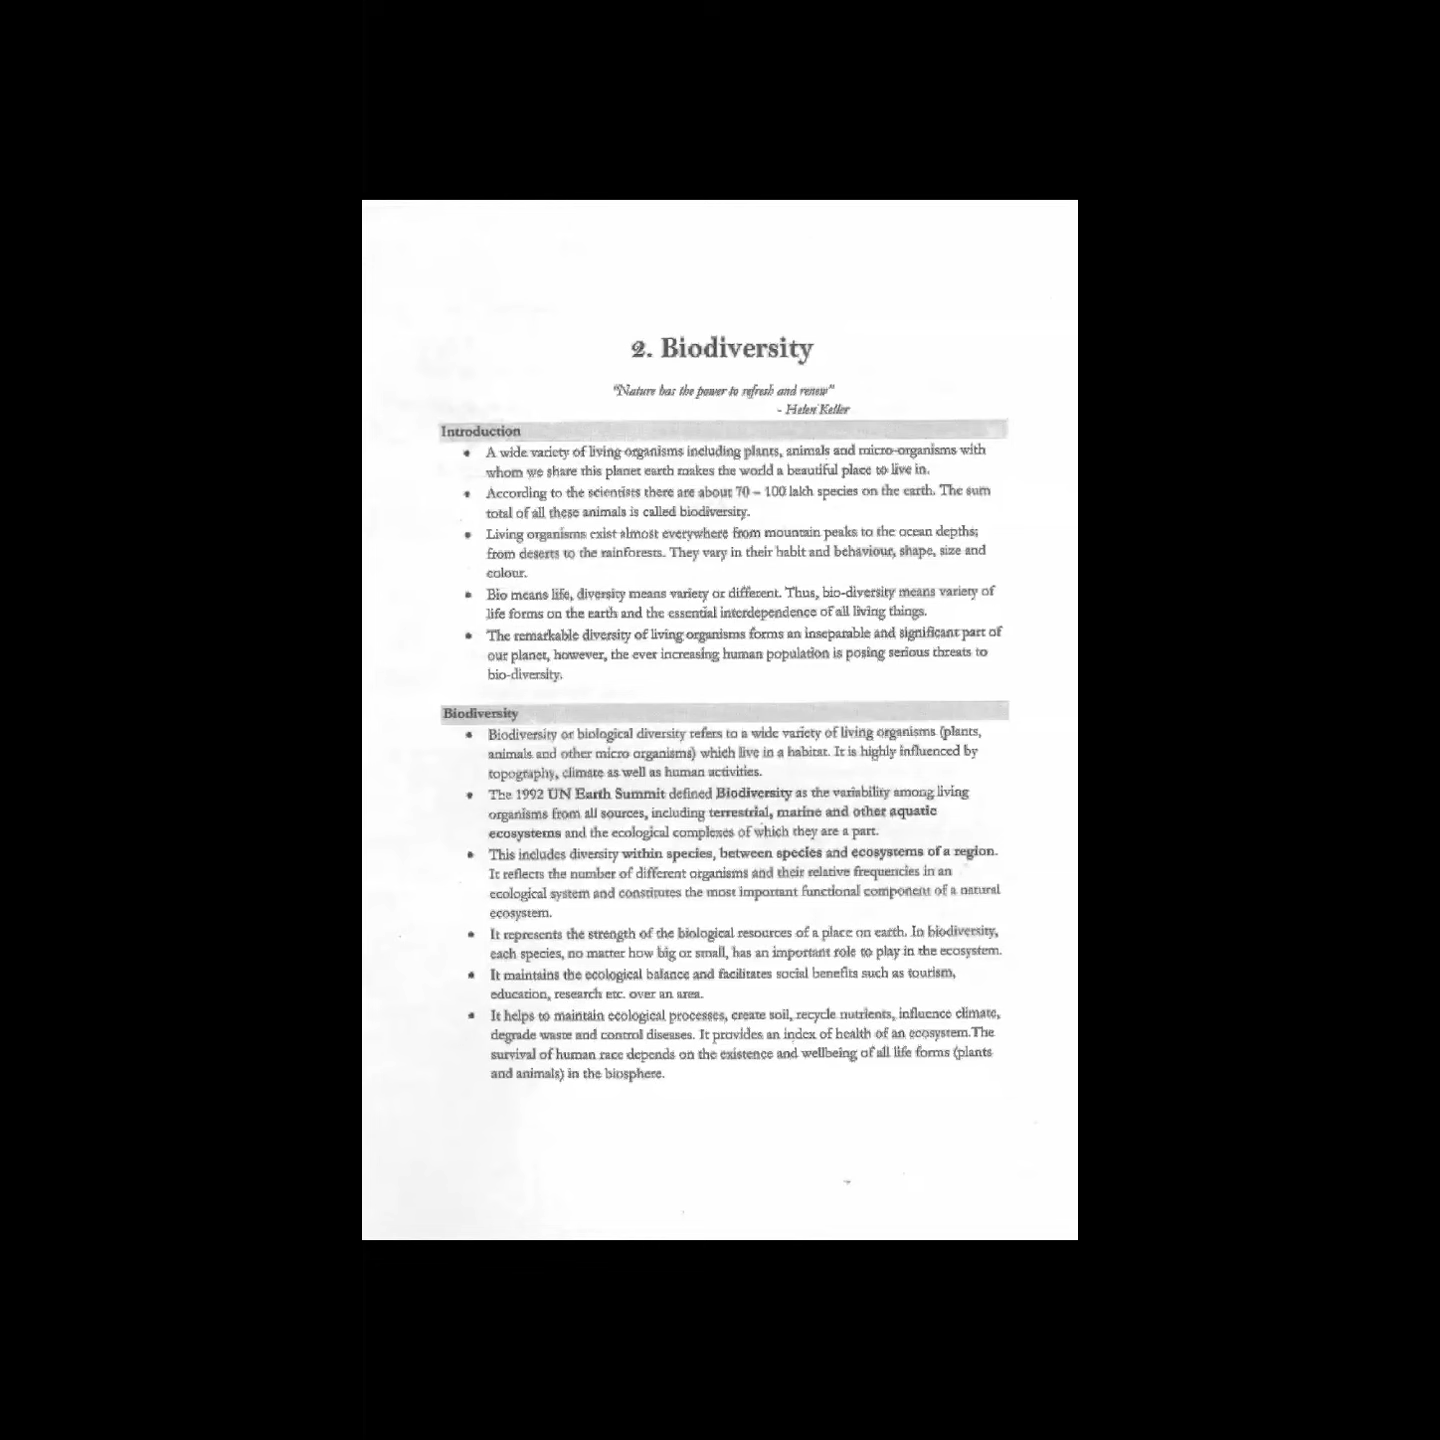 2. Biodiversity
"Nature has the power to refresh and renew"
- Helen Keller
Introduction
• A wide variety of living organisms including plants, animals and micro-organisms with
whom we share this planet earth makes the world a beautiful place to live in.
• According to the scientists there are about 70 – 100 lakh species on the earth. The sum
total of all these animals is called biodiversity.
• Living organisms exist almost everywhere from mountain peaks to the ocean depths;
from deserts to the rainforests. They vary in their habit and behaviour, shape, size and
colour.
• Bio means life, diversity means variety or different. Thus, bio-diversity means variety of
life forms on the earth and the essential interdependence of all living things.
• The remarkable diversity of living organisms forms an inseparable and significant part of
our planet, however, the ever increasing human population is posing serious threats to
bio-diversity.
Biodiversity
• Biodiversity or biological diversity refers to a wide variety of living organisms (plants,
animals and other micro organisms) which live in a habitat. It is highly influenced by
topography, climate as well as human activities.
• The 1992 UN Earth Summit defined Biodiversity as the variability among living
organisms from all sources, including terrestrial, marine and other aquatic
ecosystems and the ecological complexes of which they are a part.
• This includes diversity within species, between species and ecosystems of a region.
It reflects the number of different organisms and their relative frequencies in an
ecological system and constitutes the most important functional component of a natural
ecosystem.
• It represents the strength of the biological resources of a place on earth. In biodiversity,
each species, no matter how big or small, has an important role to play in the ecosystem.
• It maintains the ecological balance and facilitates social benefits such as tourism,
education, research etc. over an area.
• It helps to maintain ecological processes, create soil, recycle nutrients, influence climate,
degrade waste and control diseases. It provides an index of health of an ecosystem.The
survival of human race depends on the existence and wellbeing of all life forms (plants
and animals) in the biosphere.